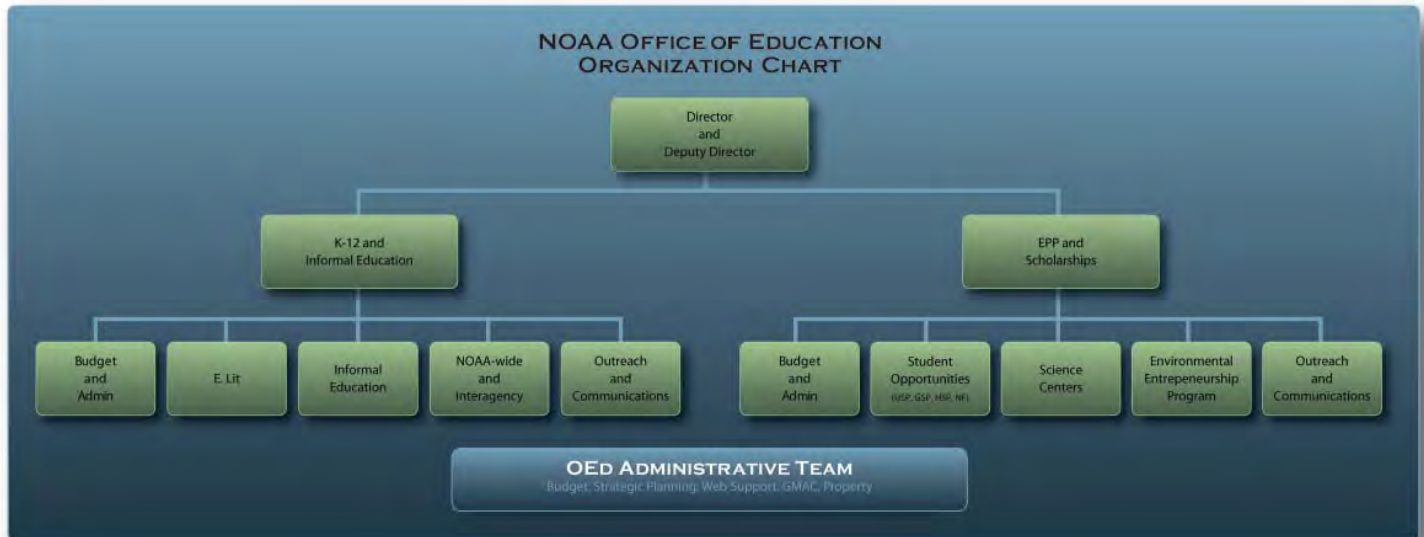 NOAA OFFICE OF EDUCATION
ORGANIZATION CHART
Director
and
Deputy Director
K-12 and
Informal Education
EPP and
Scholarships
Budget
and
Admin
E. Lit
Informal
Education
NOAA-wide
and
Interagency
Outreach
and
Communications
Budget
and
Admin
Student
Opportunities
(USP, GSP, HSP, NF)
Science
Centers
Environmental
Entrepeneurship
Program
Outreach
and
Communications
OED ADMINISTRATIVE TEAM
Budget, Strategic Planning, Web Support, GMAC, Property